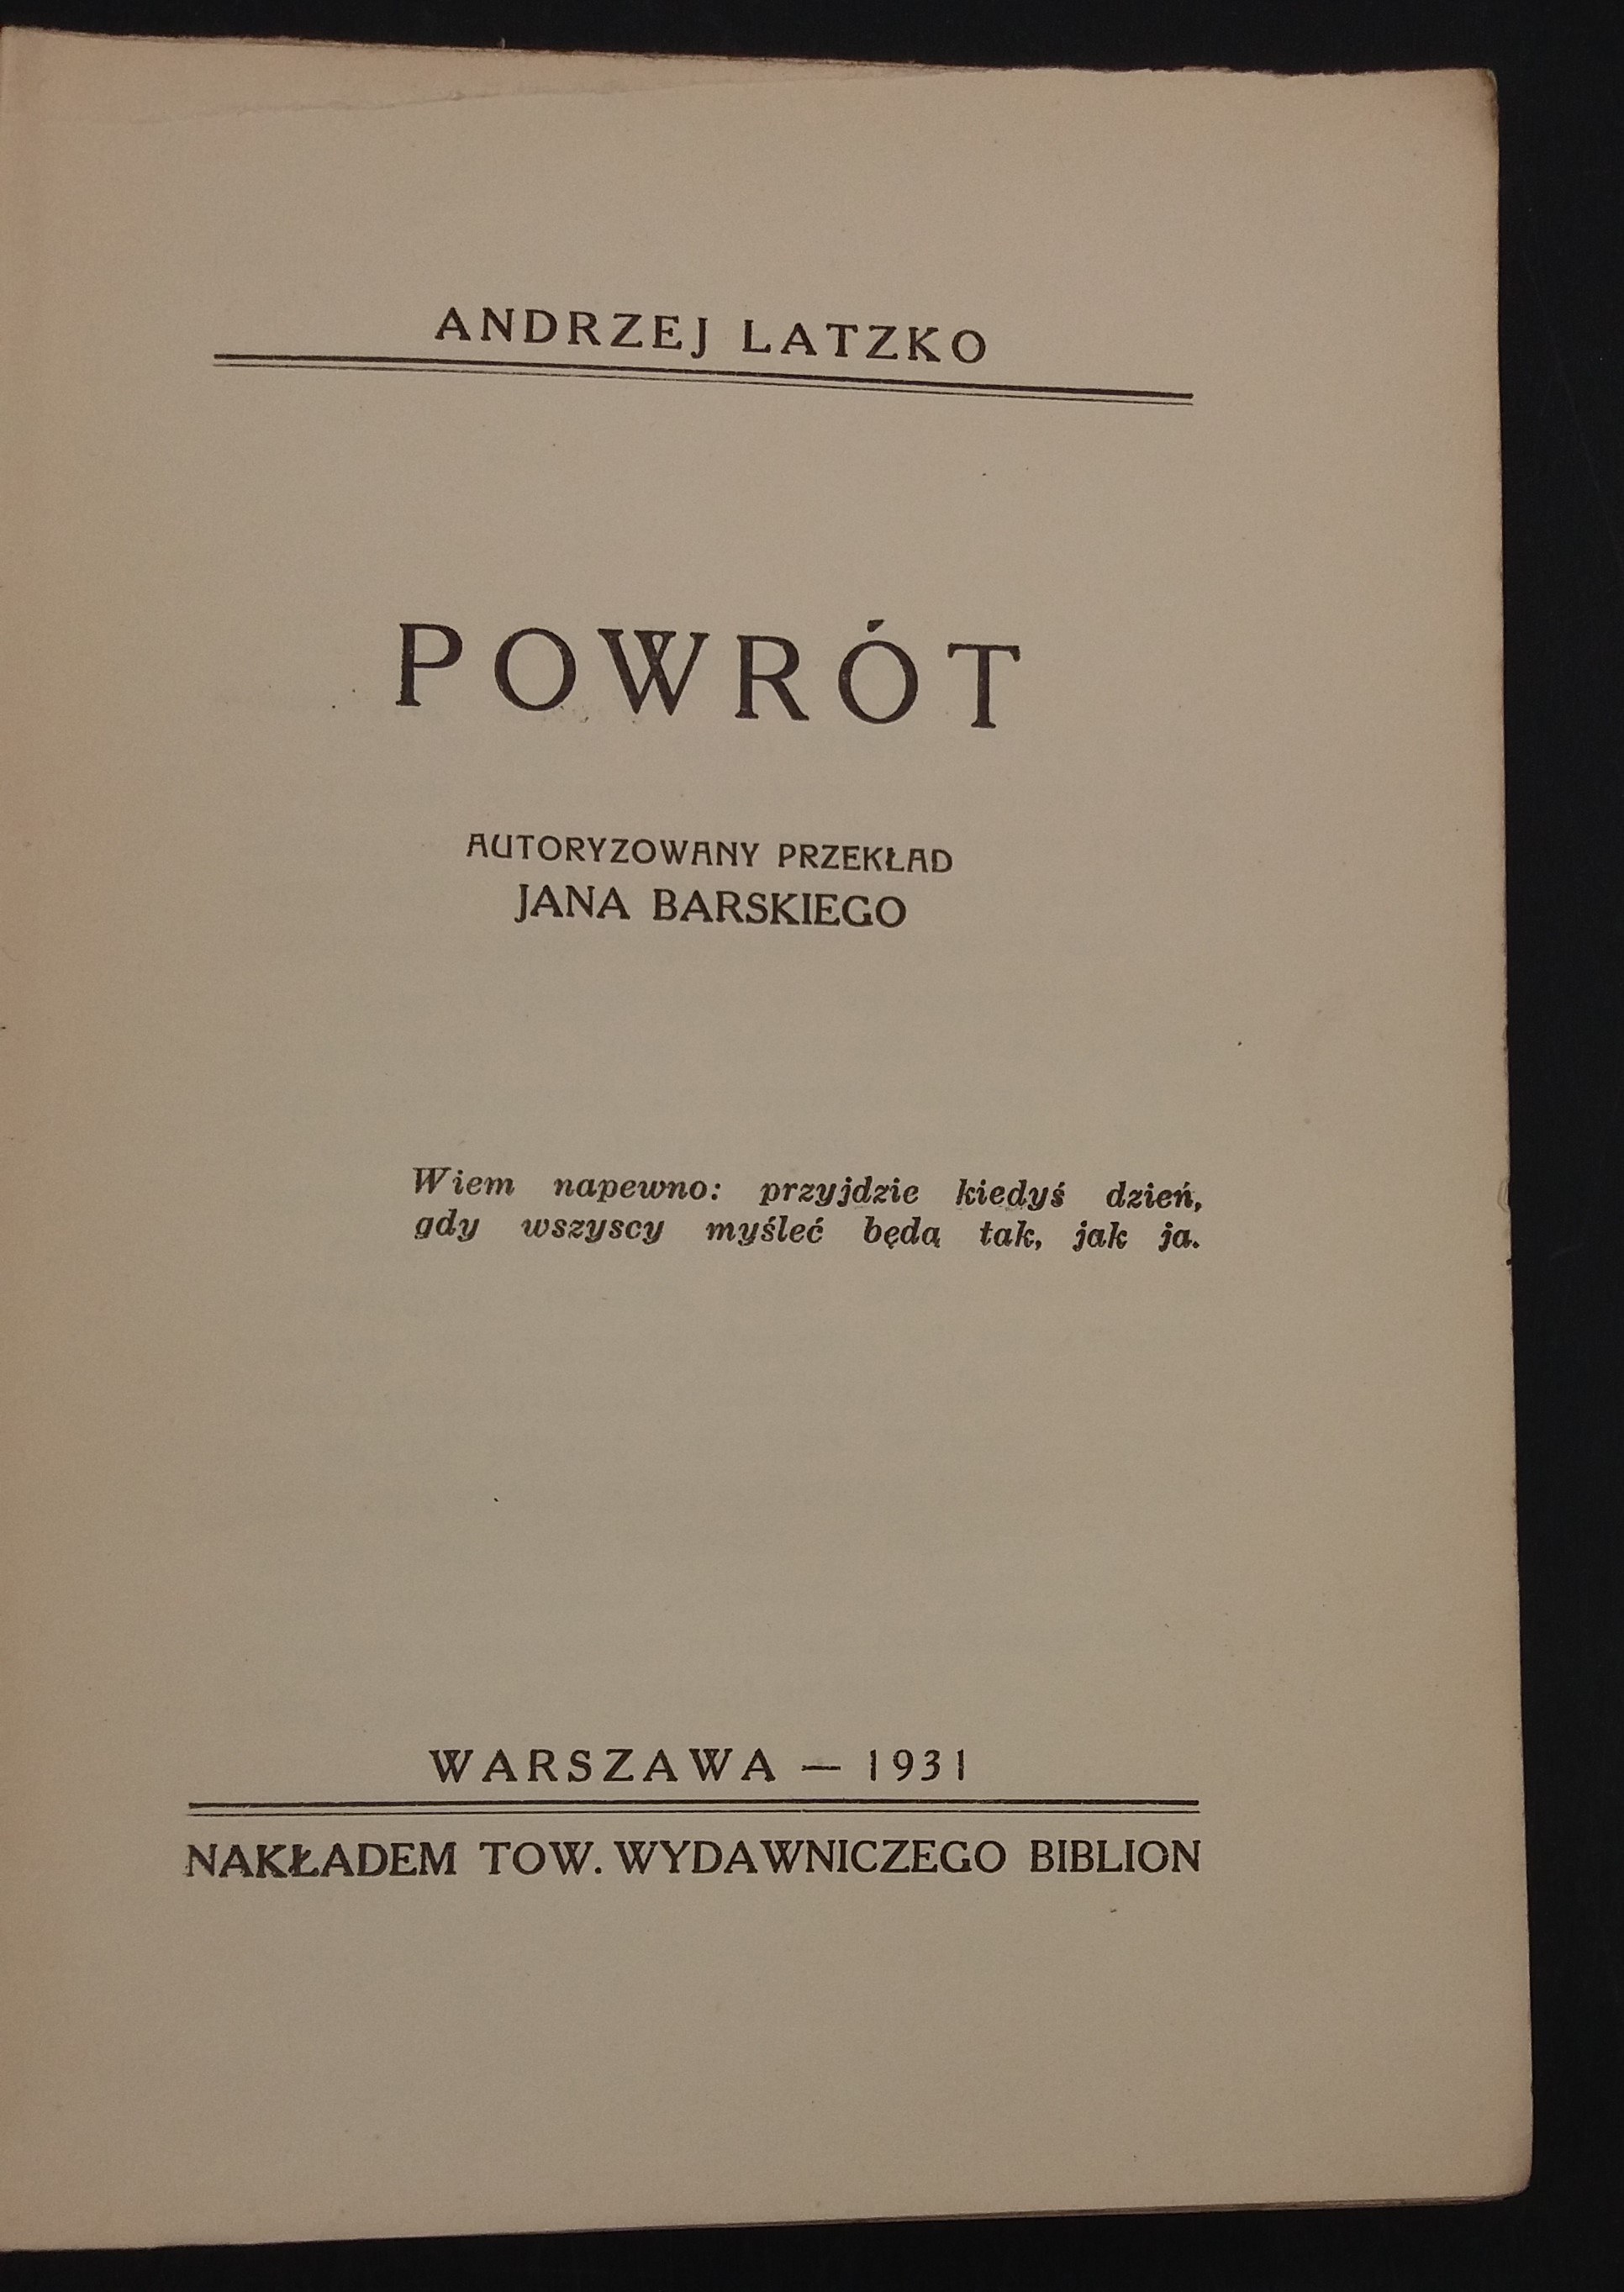 ANDRZEJ LATZKO
POWRÓT
AUTORYZOWANY PRZEKŁAD
JANA BARSKIEGO
Wiem napewno: przyjdzie kiedyś dzień,
gdy wszyscy myśleć będą tak, jak ja.
WARSZAWA — 1931
NAKŁADEM TOW. WYDAWNICZEGO BIBLION